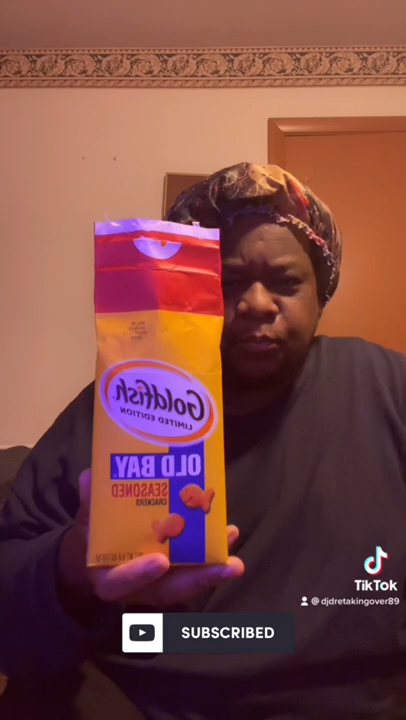 Goldfish.
LIMITED EDITION
OLD BAY
SEASONED
CRACKERS
TikTok
@djdretakingover89
SUBSCRIBED